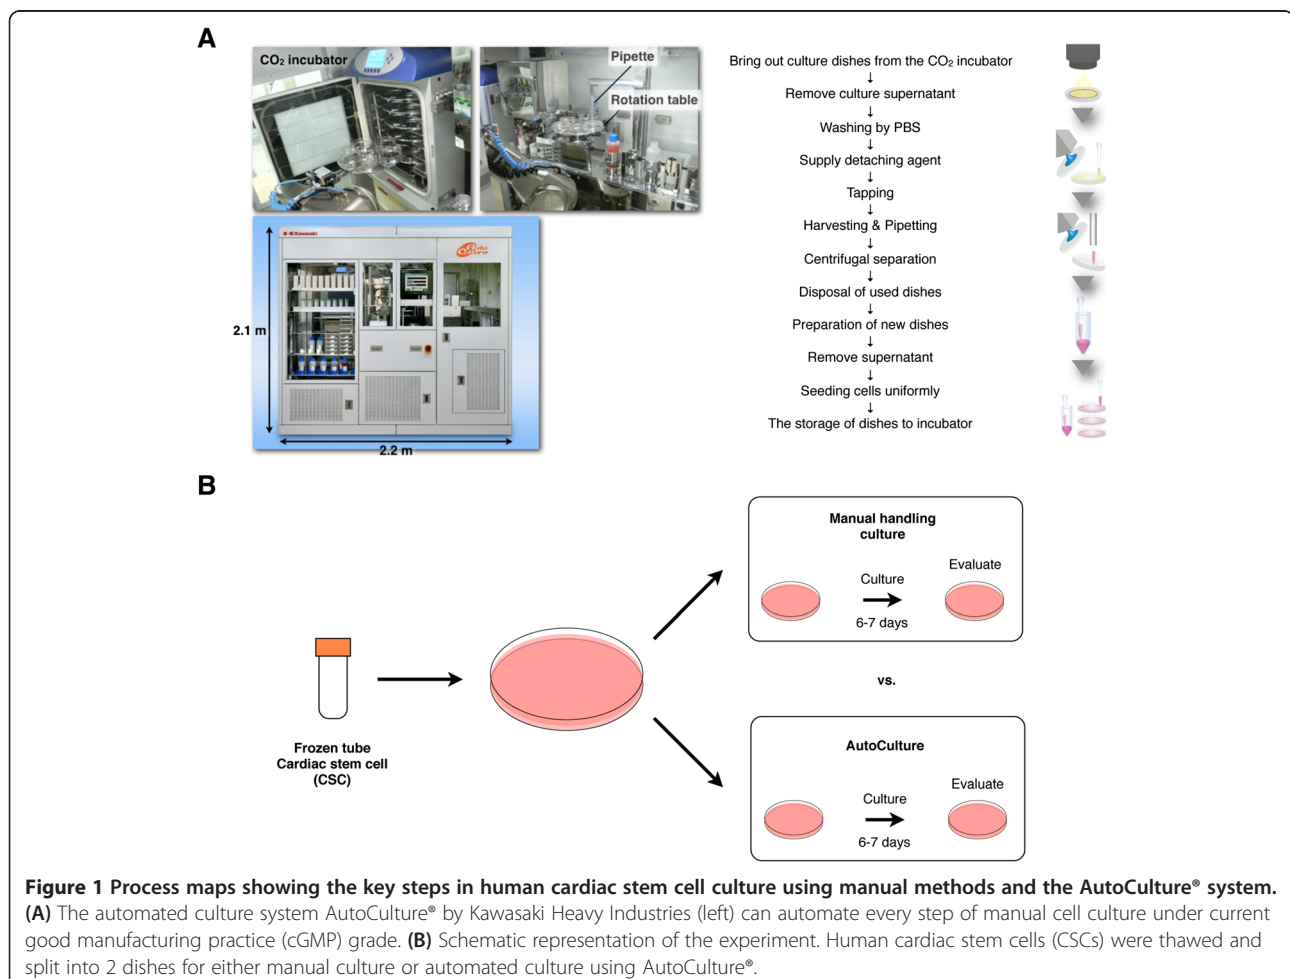 A
CO₂ incubator
Pipette
Rotation table
Kawasaki
Auto
Culture
2.1 m
2.2 m
Bring out culture dishes from the CO₂ incubator
↓
Remove culture supernatant
↓
Washing by PBS
↓
Supply detaching agent
↓
Tapping
↓
Harvesting & Pipetting
↓
Centrifugal separation
↓
Disposal of used dishes
↓
Preparation of new dishes
↓
Remove supernatant
↓
Seeding cells uniformly
↓
The storage of dishes to incubator
B
Frozen tube
Cardiac stem cell
(CSC)
Manual handling
culture
Culture
6-7 days
Evaluate
vs.
AutoCulture
Culture
6-7 days
Evaluate
Figure 1 Process maps showing the key steps in human cardiac stem cell culture using manual methods and the AutoCulture® system.
(A) The automated culture system AutoCulture® by Kawasaki Heavy Industries (left) can automate every step of manual cell culture under current
good manufacturing practice (cGMP) grade. (B) Schematic representation of the experiment. Human cardiac stem cells (CSCs) were thawed and
split into 2 dishes for either manual culture or automated culture using AutoCulture®.